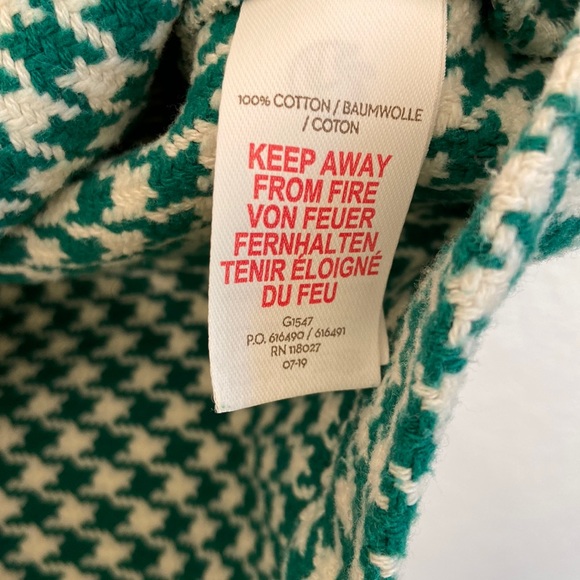 100% COTTON / BAUMWOLLE
/ COTON
KEEP AWAY
FROM FIRE
VON FEUER
FERNHALTEN
TENIR ÉLOIGNÉ
DU FEU
G1547
P.O. 616490 / 616491
RN 118027
07-19